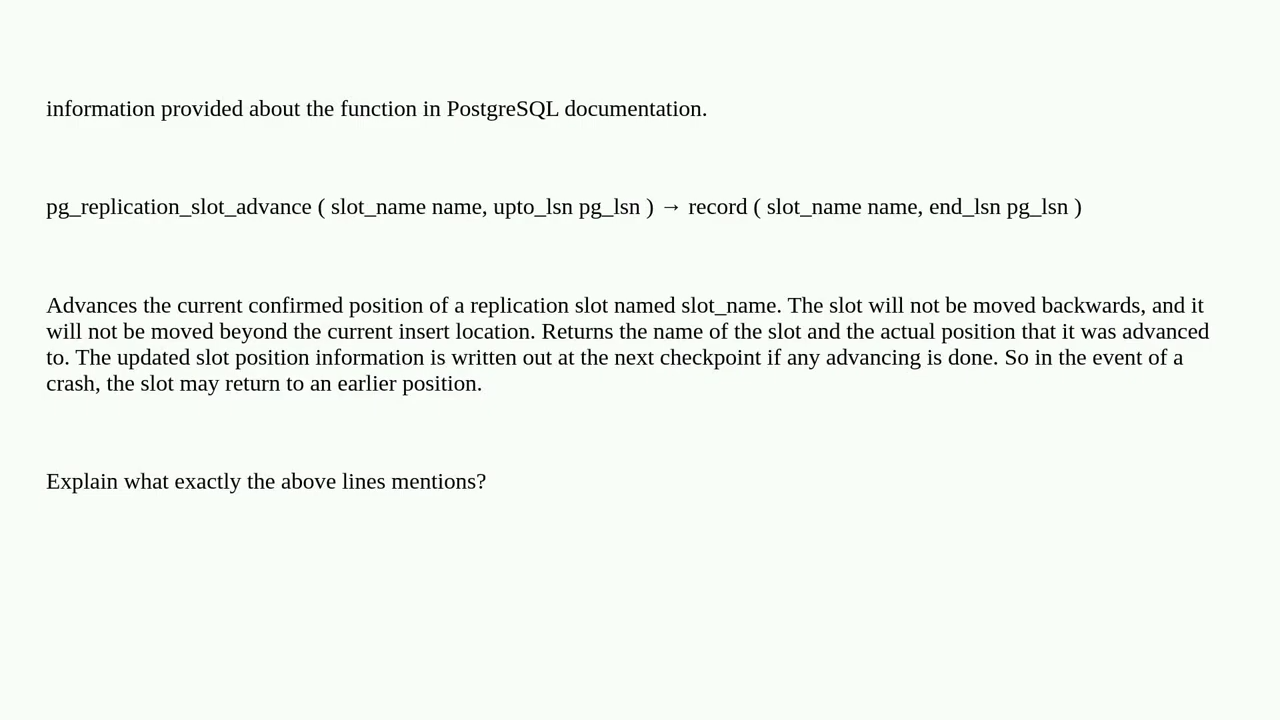 information provided about the function in PostgreSQL documentation.
pg_replication_slot_advance ( slot_name name, upto_lsn pg_lsn ) → record ( slot_name name, end_lsn pg_lsn )
Advances the current confirmed position of a replication slot named slot_name. The slot will not be moved backwards, and it
will not be moved beyond the current insert location. Returns the name of the slot and the actual position that it was advanced
to. The updated slot position information is written out at the next checkpoint if any advancing is done. So in the event of a
crash, the slot may return to an earlier position.
Explain what exactly the above lines mentions?